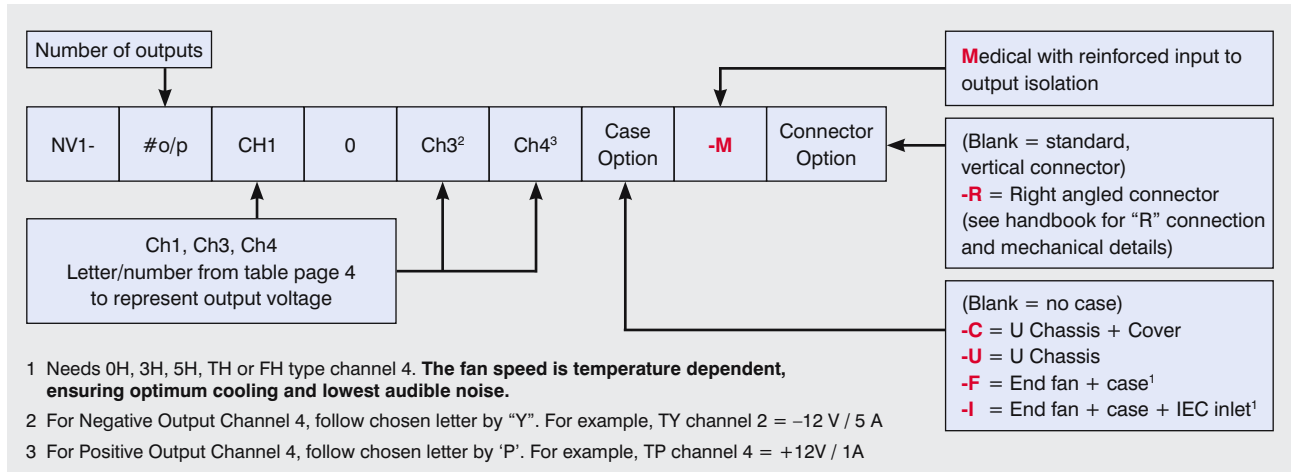 Number of outputs
NV1-
#o/p
CH1
0
Ch3²
Ch4³
Case
Option
-M
Connector
Option
Medical with reinforced input to
output isolation
(Blank = standard,
vertical connector)
-R = Right angled connector
(see handbook for “R” connection
and mechanical details)
Ch1, Ch3, Ch4
Letter/number from table page 4
to represent output voltage
(Blank = no case)
-C = U Chassis + Cover
-U = U Chassis
-F = End fan + case¹
-I = End fan + case + IEC inlet¹
1 Needs 0H, 3H, 5H, TH or FH type channel 4. The fan speed is temperature dependent,
ensuring optimum cooling and lowest audible noise.
2 For Negative Output Channel 4, follow chosen letter by “Y”. For example, TY channel 2 = –12 V / 5 A
3 For Positive Output Channel 4, follow chosen letter by ‘P’. For example, TP channel 4 = +12V / 1A